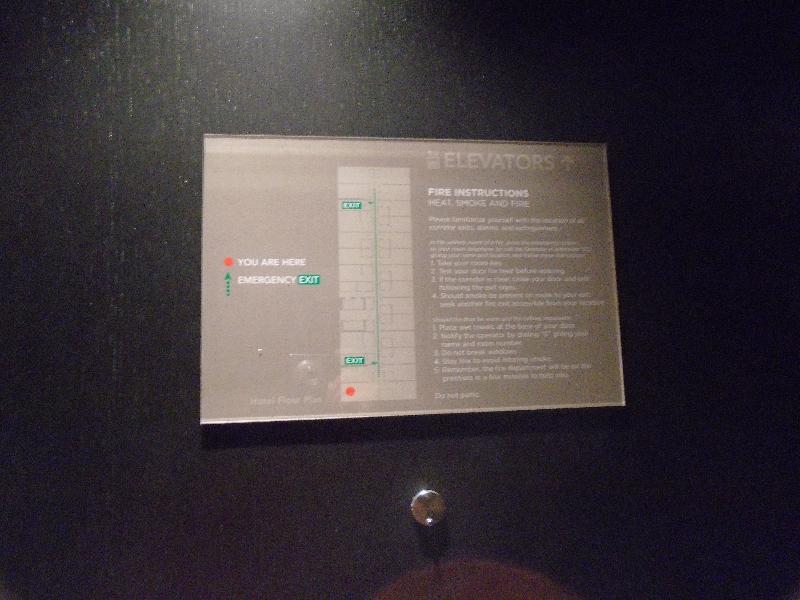 ELEVATORS
FIRE INSTRUCTIONS
HEAT, SMOKE AND FIRE
Please familiarize yourself with the location of all
corridor exits, alarms, and extinguishers.
1. Take your room key.
2. Test your door for heat before opening.
3. If the corridor is clear, close your door and exit
following the exit signs.
4. Should smoke be present en route to your exit,
seek another fire exit accessible from your location
1. Place wet towels at the base of your door.
2. Notify the operator by dialing "0" giving your
name and room number.
3. Do not break windows.
4. Stay low to avoid inhaling smoke.
5. Remember, the fire department will be on the
premises in a few minutes to help you.
Do not panic.
EXIT
YOU ARE HERE
EMERGENCY EXIT
EXIT
Hotel Floor Plan